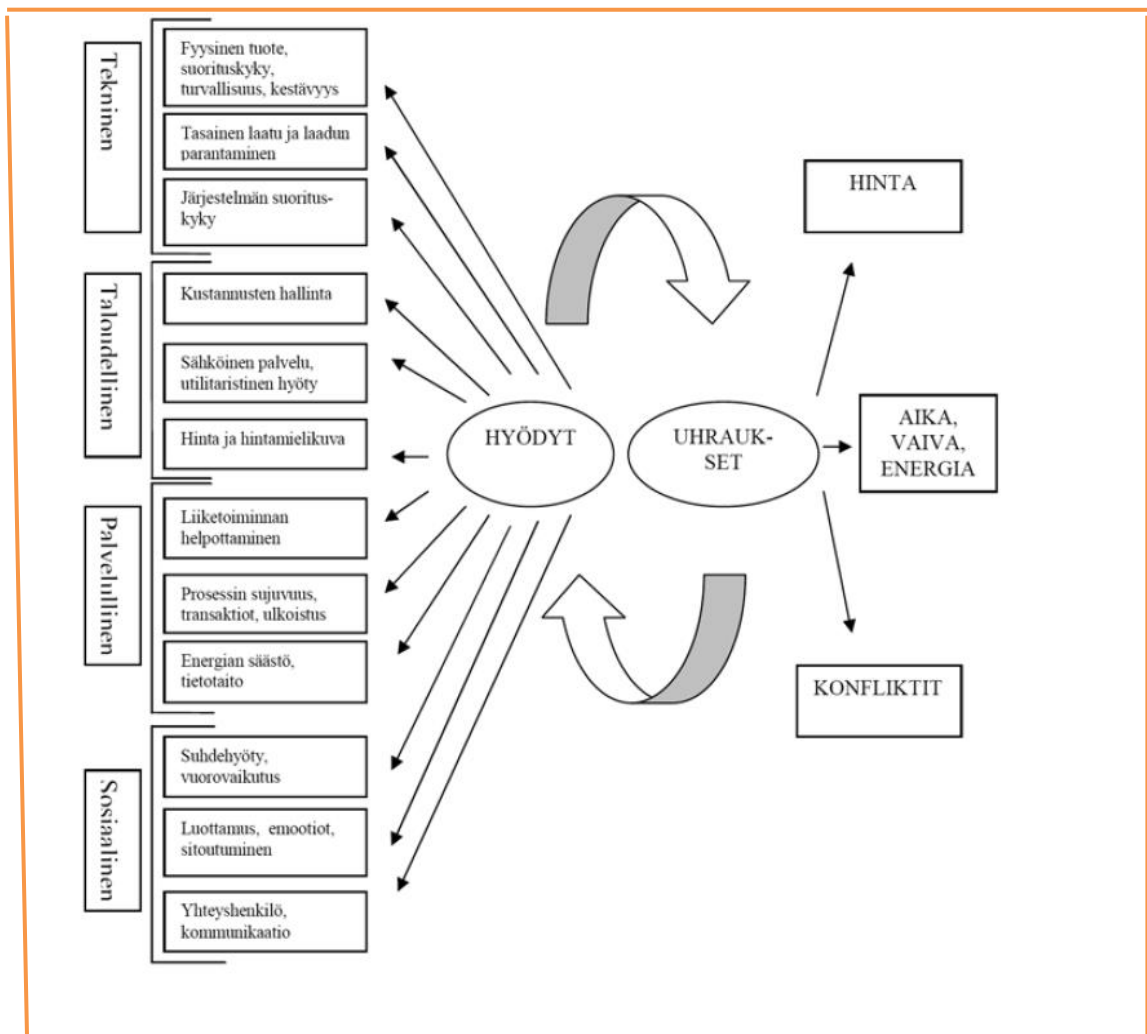 Tekninen
Fyysinen tuote,
suorituskyky,
turvallisuus, kestävyys
Tasainen laatu ja laadun
parantaminen
Järjestelmän suoritus-
kyky
Taloudellinen
Kustannusten hallinta
Sähköinen palvelu,
utilitaristinen hyöty
Hinta ja hintamielikuva
Palvelullinen
Liiketoiminnan
helpottaminen
Prosessin sujuvuus,
transaktiot, ulkoistus
Energian säästö,
tietotaito
Sosiaalinen
Suhdehyöty,
vuorovaikutus
Luottamus, emootiot,
sitoutuminen
Yhteyshenkilö,
kommunikaatio
HYÖDYT
UHRAUK-
SET
HINTA
AIKA,
VAIVA,
ENERGIA
KONFLIKTIT